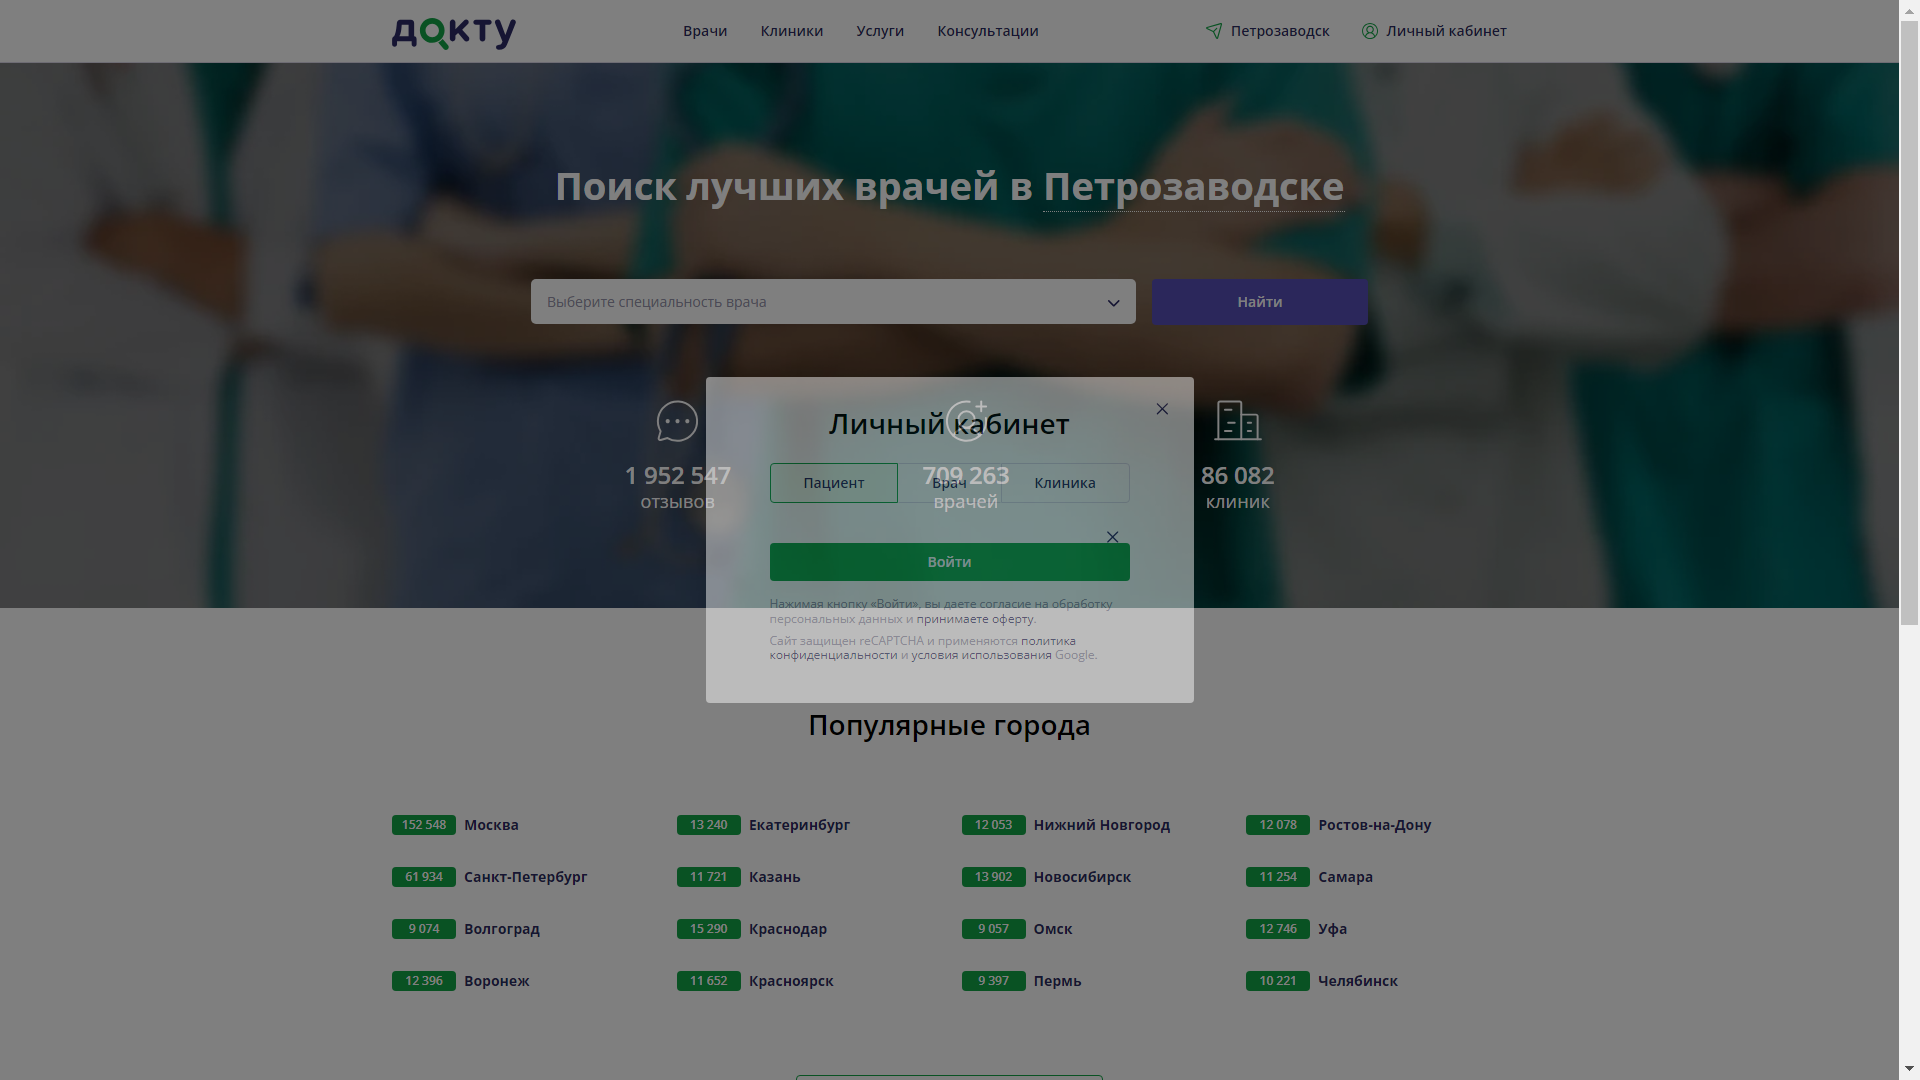 ДОКТУ
Врачи Клиники Услуги Консультации
Петрозаводск Личный кабинет
Поиск лучших врачей в Петрозаводске
Выберите специальность врача
Найти
Личный кабинет
1 952 547
отзывов
709 263
врачей
86 082
клиник
Пациент Врач Клиника
Войти
Нажимая кнопку «Войти», вы даете согласие на обработку
персональных данных и принимаете оферту.
Сайт защищен reCAPTCHA и применяются политика
конфиденциальности и условия использования Google.
Популярные города
152 548 Москва 13 240 Екатеринбург 12 053 Нижний Новгород 12 078 Ростов-на-Дону
61 934 Санкт-Петербург 11 721 Казань 13 902 Новосибирск 11 254 Самара
9 074 Волгоград 15 290 Краснодар 9 057 Омск 12 746 Уфа
12 396 Воронеж 11 652 Красноярск 9 397 Пермь 10 221 Челябинск